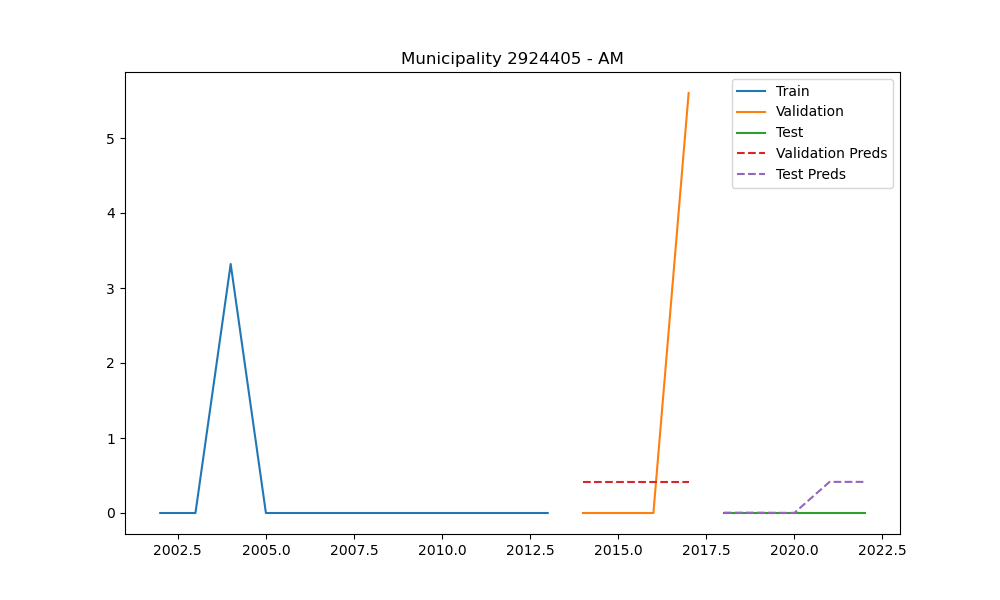 Municipality 2924405 - AM
Train
Validation
Test
Validation Preds
Test Preds
5
4
3
2
1
0
2002.5 2005.0 2007.5 2010.0 2012.5 2015.0 2017.5 2020.0 2022.5